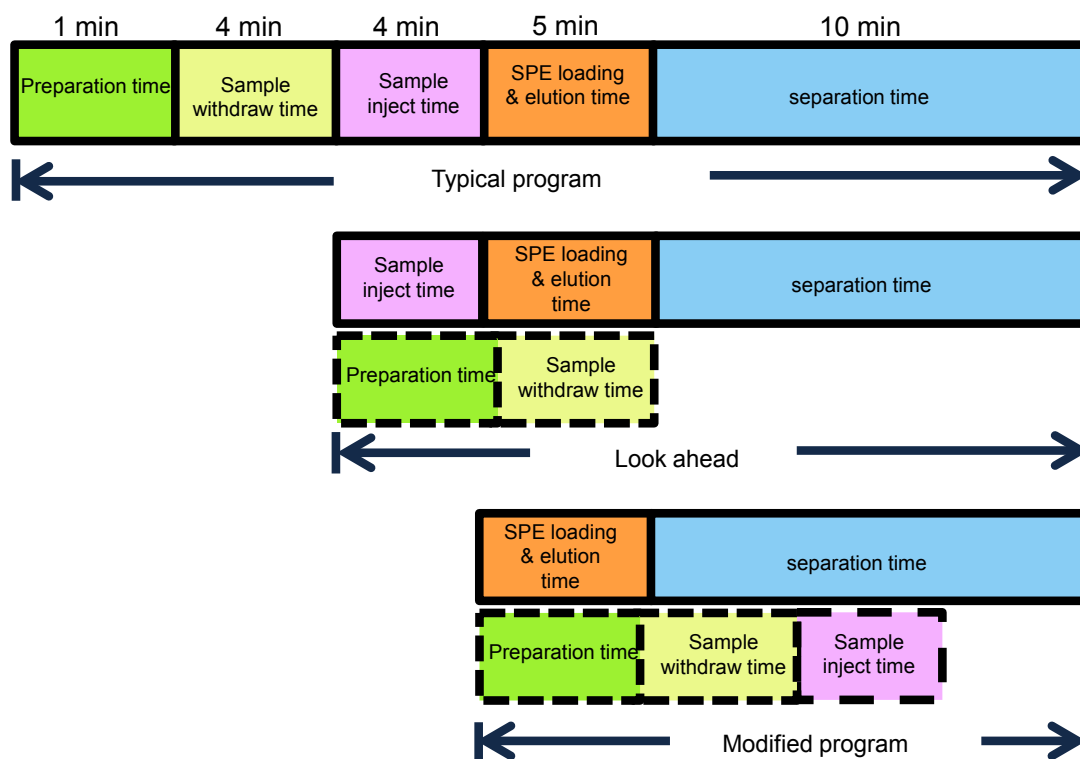 1 min 4 min 4 min 5 min 10 min
Preparation time
Sample
withdraw time
Sample
inject time
SPE loading
& elution time
separation time
Typical program
Sample
inject time
SPE loading
& elution
time
separation time
Preparation time
Sample
withdraw time
Look ahead
SPE loading
& elution
time
separation time
Preparation time
Sample
withdraw time
Sample
inject time
Modified program